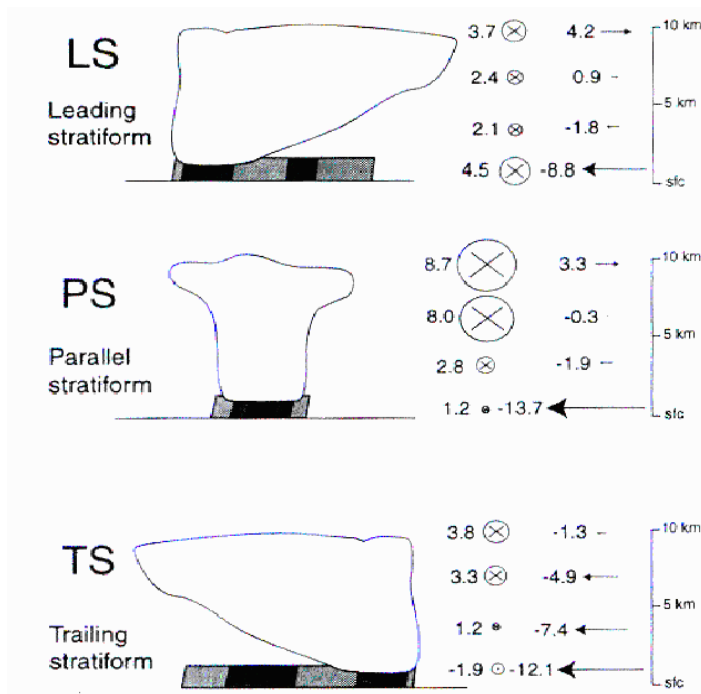 LS
Leading
stratiform
3.7 4.2 10 km
2.4 0.9
5 km
2.1 -1.8
4.5 -8.8
sfc
PS
Parallel
stratiform
8.7 3.3 10 km
8.0 -0.3
5 km
2.8 -1.9
1.2 -13.7
sfc
TS
Trailing
stratiform
3.8 -1.3 10 km
3.3 -4.9
5 km
1.2 -7.4
-1.9 -12.1
sfc